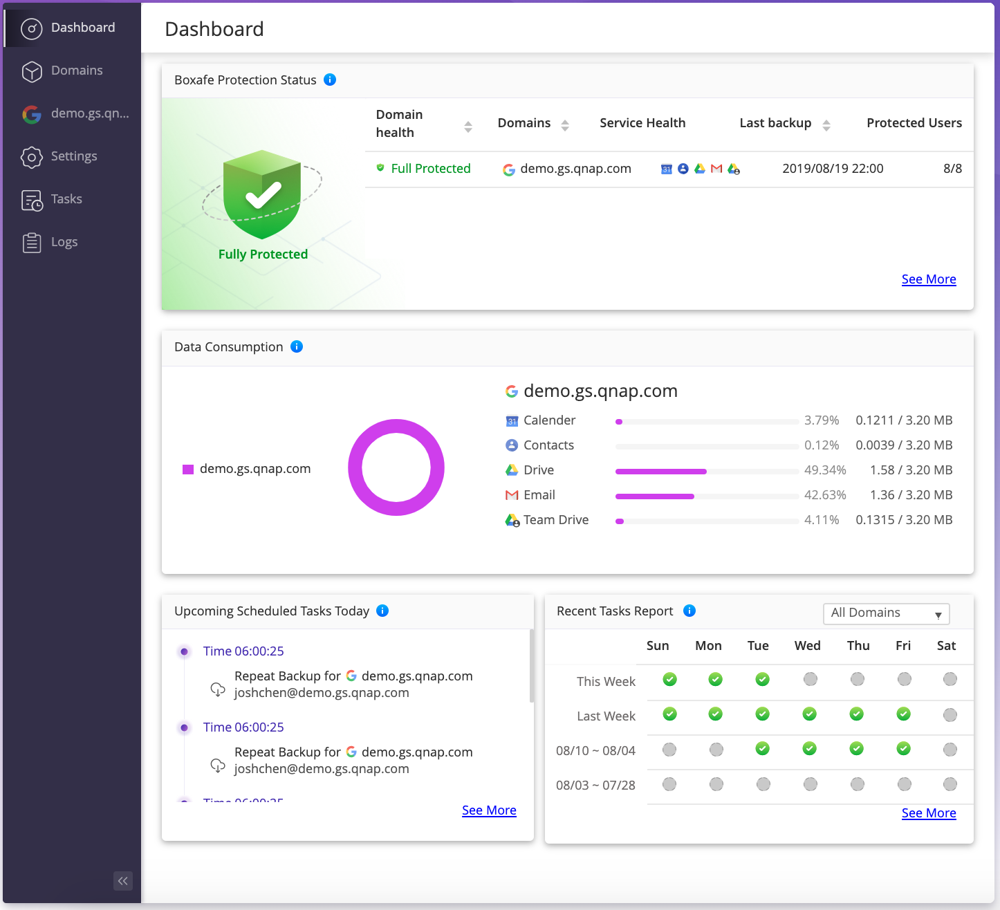 Dashboard
Domains
demo.gs.qn...
Settings
Tasks
Logs
Dashboard
Boxafe Protection Status
Fully Protected
Domain health Domains Service Health Last backup Protected Users
Full Protected demo.gs.qnap.com 31 2019/08/19 22:00 8/8
See More
Data Consumption
demo.gs.qnap.com
demo.gs.qnap.com
31 Calender 3.79% 0.1211 / 3.20 MB
Contacts 0.12% 0.0039 / 3.20 MB
Drive 49.34% 1.58 / 3.20 MB
Email 42.63% 1.36 / 3.20 MB
Team Drive 4.11% 0.1315 / 3.20 MB
Upcoming Scheduled Tasks Today
Time 06:00:25
Repeat Backup for demo.gs.qnap.com
joshchen@demo.gs.qnap.com
Time 06:00:25
Repeat Backup for demo.gs.qnap.com
joshchen@demo.gs.qnap.com
Time 06:00:25
See More
Recent Tasks Report
All Domains
Sun Mon Tue Wed Thu Fri Sat
This Week
Last Week
08/10 ~ 08/04
08/03 ~ 07/28
See More